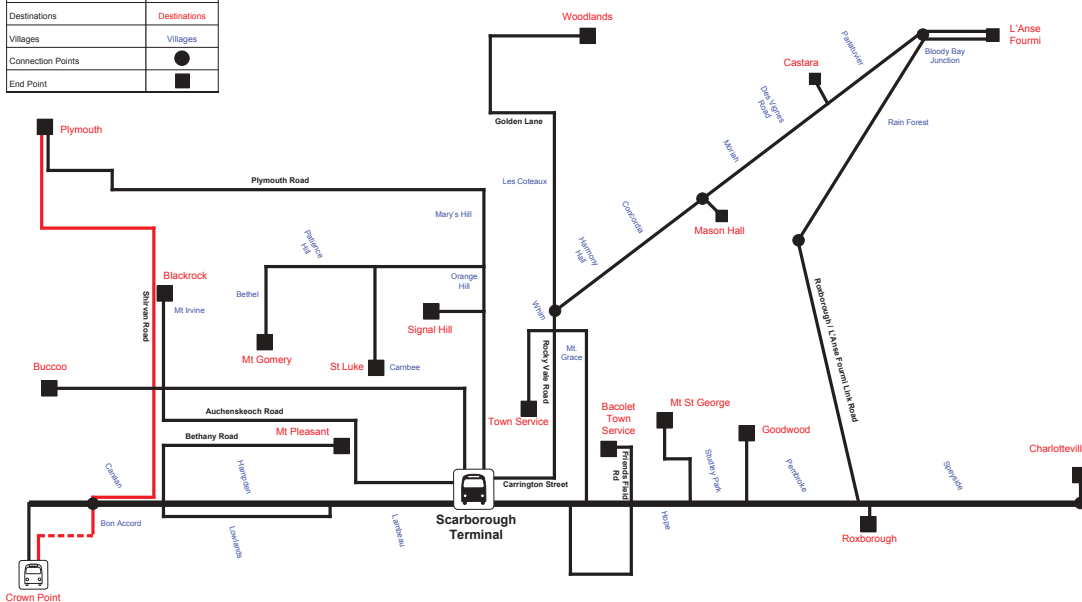 Destinations
Destinations
Villages
Villages
Connection Points
End Point
Woodlands
L'Anse
Fourmi
Bloody Bay
Junction
Parlatuvier
Castara
Des Vignes
Road
Rain Forest
Golden Lane
Plymouth
Moriah
Plymouth Road
Les Coteaux
Mary's Hill
Concordia
Mason Hall
Patience
Hill
Harmony
Hall
Blackrock
Bethel
Orange
Hill
Mt Irvine
Shirvan Road
Whim
Signal Hill
Roxborough / L'Anse Fourmi Link Road
Mt Gomery
St Luke
Carnbee
Rocky Vale Road
Mt.
Grace
Buccoo
Auchenskeoch Road
Town Service
Bacolet
Town
Service
Mt St George
Goodwood
Bethany Road
Mt Pleasant
Charlottevill
Canaan
Hampden
Carrington Street
Friends Field
Rd
Studley Park
Pembroke
Speyside
Scarborough
Terminal
Bon Accord
Lowlands
Lambeau
Hope
Roxborough
Crown Point